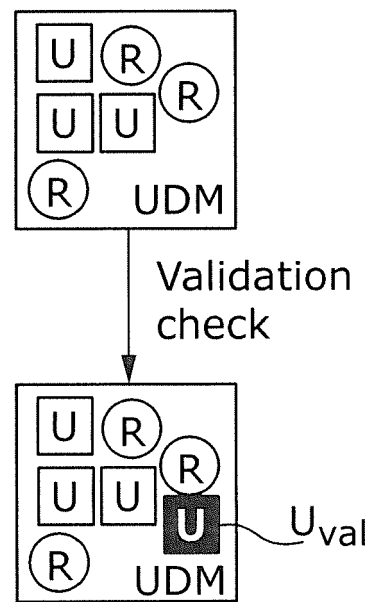 U R
R
U U
R UDM
Validation
check
U R
R
U U
U U_val
R UDM